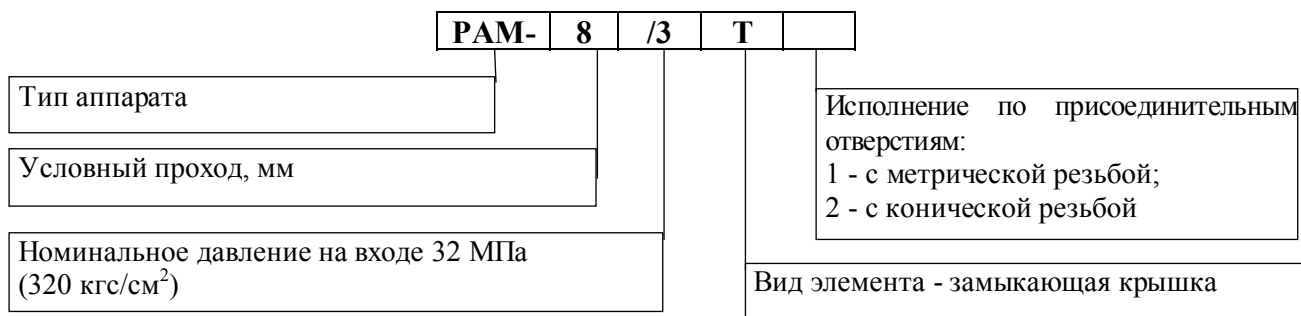 РАМ- 8 /3 Т
Тип аппарата
Условный проход, мм
Номинальное давление на входе 32 МПа
(320 кгс/см²)
Исполнение по присоединительным
отверстиям:
1 - с метрической резьбой;
2 - с конической резьбой
Вид элемента - замыкающая крышка